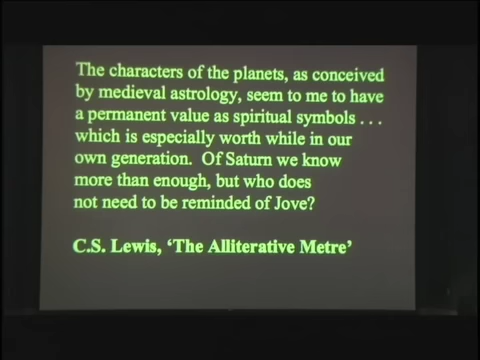 The characters of the planets, as conceived
by medieval astrology, seem to me to have
a permanent value as spiritual symbols . . .
which is especially worth while in our
own generation.  Of Saturn we know
more than enough, but who does
not need to be reminded of Jove?
C.S. Lewis, ‘The Alliterative Metre’